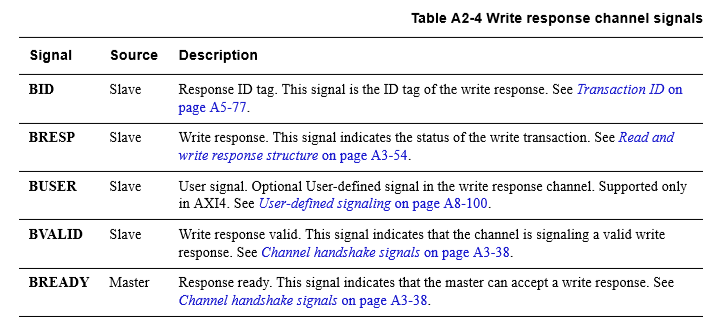 Table A2-4 Write response channel signals
Signal Source Description
BID Slave Response ID tag. This signal is the ID tag of the write response. See Transaction ID on
page A5-77.
BRESP Slave Write response. This signal indicates the status of the write transaction. See Read and
write response structure on page A3-54.
BUSER Slave User signal. Optional User-defined signal in the write response channel. Supported only
in AXI4. See User-defined signaling on page A8-100.
BVALID Slave Write response valid. This signal indicates that the channel is signaling a valid write
response. See Channel handshake signals on page A3-38.
BREADY Master Response ready. This signal indicates that the master can accept a write response. See
Channel handshake signals on page A3-38.